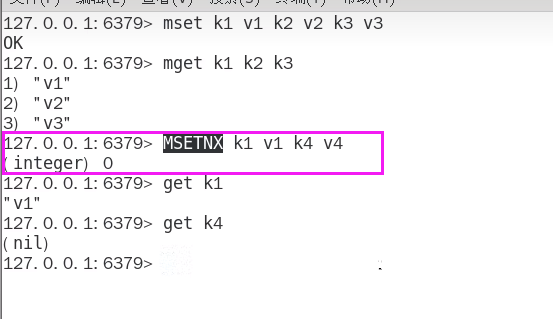 127.0.0.1:6379> mset k1 v1 k2 v2 k3 v3
OK
127.0.0.1:6379> mget k1 k2 k3
1) "v1"
2) "v2"
3) "v3"
127.0.0.1:6379> MSETNX k1 v1 k4 v4
(integer) 0
127.0.0.1:6379> get k1
"v1"
127.0.0.1:6379> get k4
(nil)
127.0.0.1:6379>